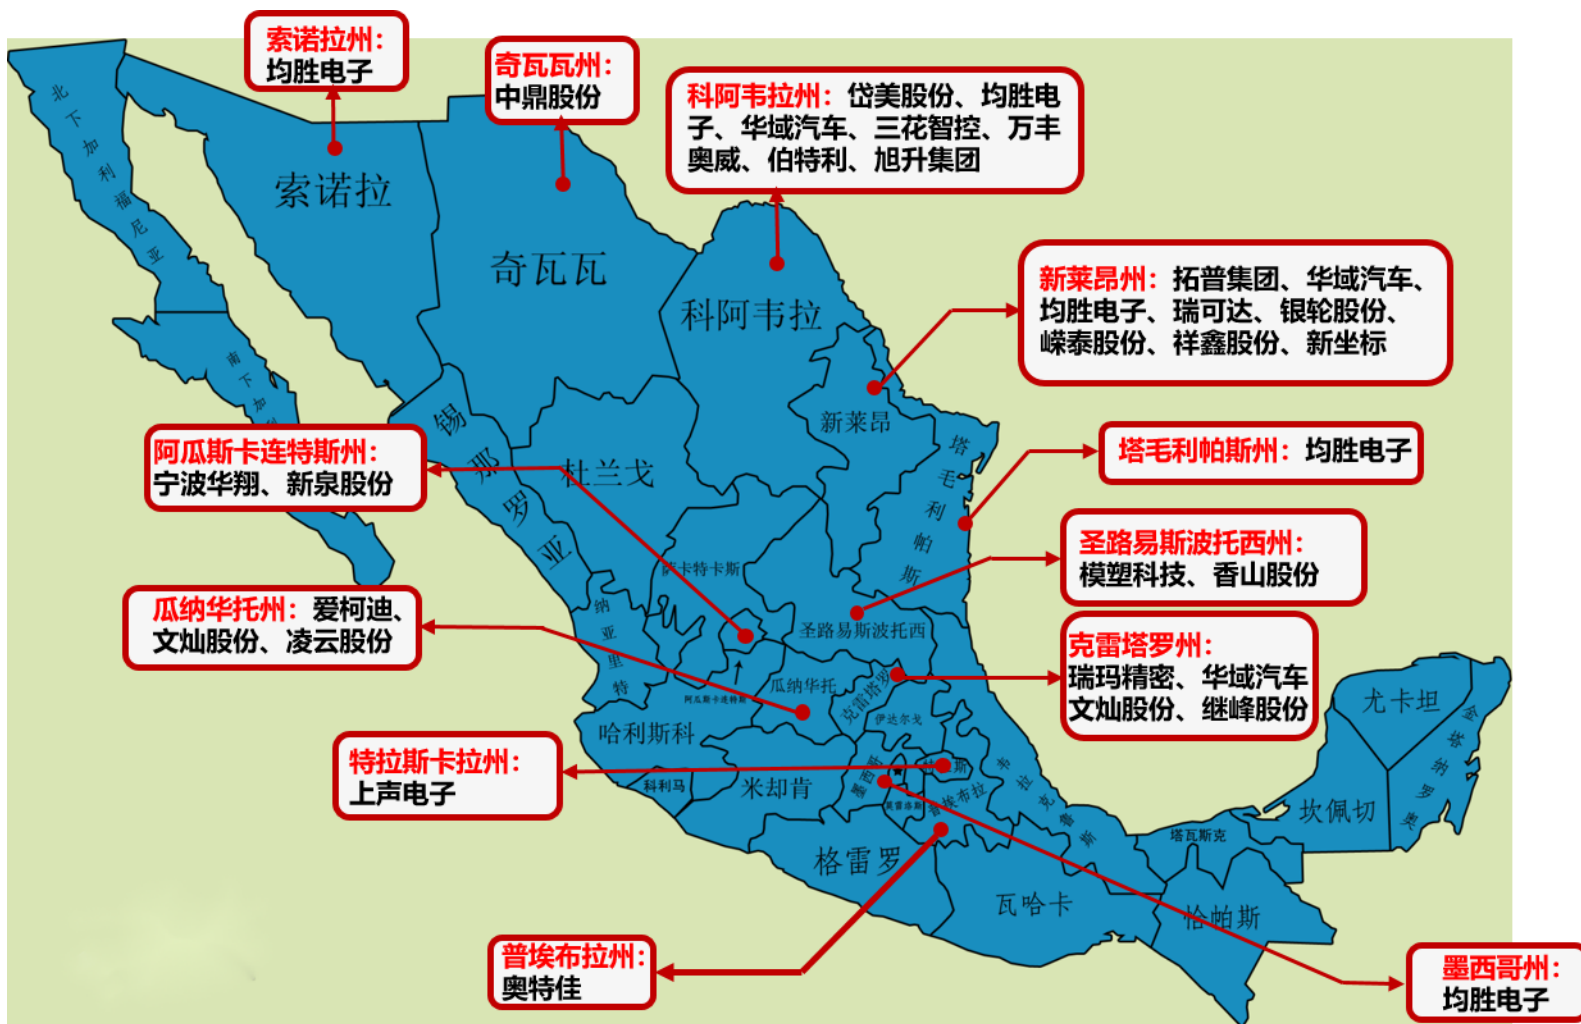 索诺拉州：
均胜电子
奇瓦瓦州：
中鼎股份
科阿韦拉州：岱美股份、均胜电
子、华域汽车、三花智控、万丰
奥威、伯特利、旭升集团
新莱昂州：拓普集团、华域汽车、
均胜电子、瑞可达、银轮股份、
嵘泰股份、祥鑫股份、新坐标
塔毛利帕斯州：均胜电子
圣路易斯波托西州：
模塑科技、香山股份
克雷塔罗州：
瑞玛精密、华域汽车
文灿股份、继峰股份
阿瓜斯卡连特斯州：
宁波华翔、新泉股份
瓜纳华托州：爱柯迪、
文灿股份、凌云股份
特拉斯卡拉州：
上声电子
普埃布拉州：
奥特佳
墨西哥州：
均胜电子
北下加利福尼亚
南下加
索诺拉
奇瓦瓦
科阿韦拉
新莱昂
塔毛利帕斯
锡那罗亚
杜兰戈
萨卡特卡斯
圣路易斯波托西
纳亚里特
阿瓜斯卡连特斯
瓜纳华托
克雷塔罗
伊达尔戈
哈利斯科
科利马
米却肯
墨西哥
莫雷洛斯
普埃布拉
韦拉克鲁斯
格雷罗
瓦哈卡
塔瓦斯克
恰帕斯
坎佩切
尤卡坦
金塔纳罗奥